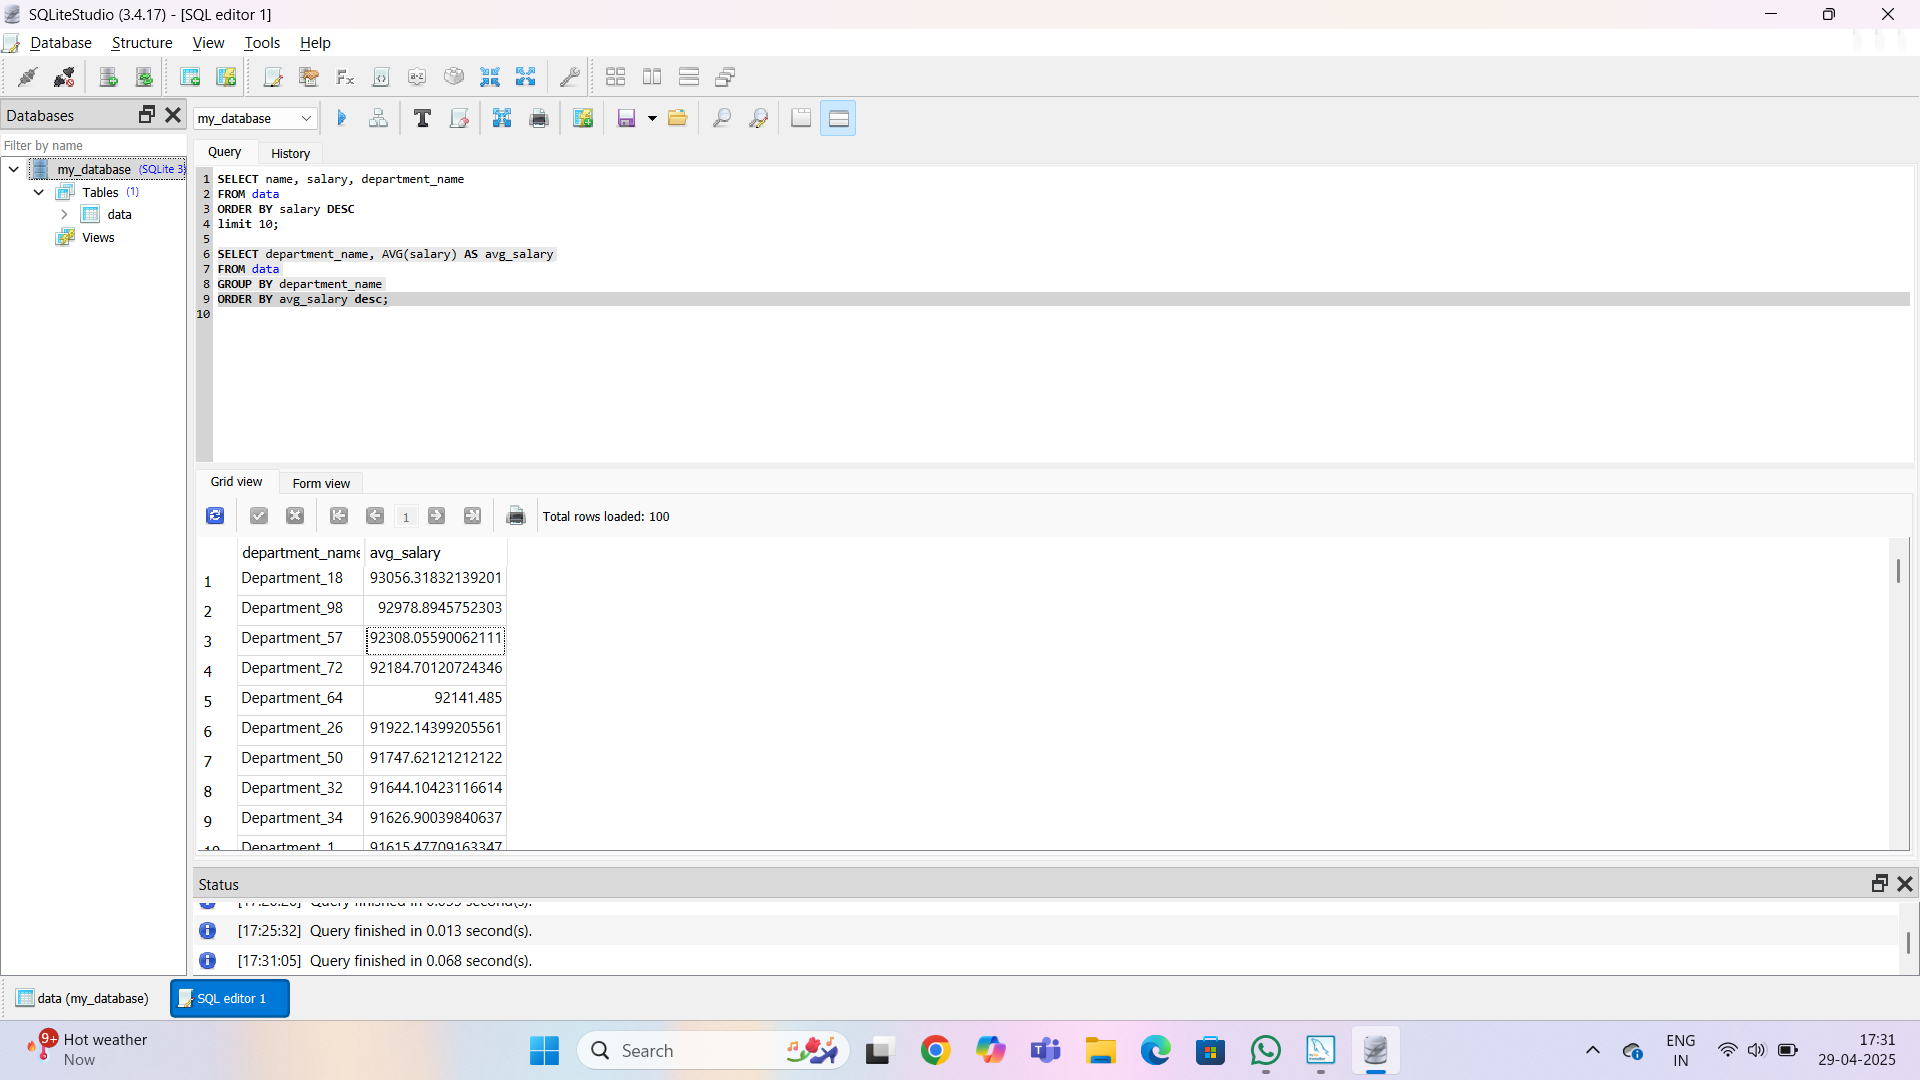 SQLiteStudio (3.4.17) - [SQL editor 1]
Database Structure View Tools Help
Databases
my_database
Filter by name
Query History
my_database (SQLite 3)
Tables (1)
data
Views
1 SELECT name, salary, department_name
2 FROM data
3 ORDER BY salary DESC
4 limit 10;
5
6 SELECT department_name, AVG(salary) AS avg_salary
7 FROM data
8 GROUP BY department_name
9 ORDER BY avg_salary desc;
10
Grid view Form view
1 Total rows loaded: 100
department_name avg_salary
1 Department_18 93056.31832139201
2 Department_98 92978.8945752303
3 Department_57 92308.05590062111
4 Department_72 92184.70120724346
5 Department_64 92141.485
6 Department_26 91922.14399205561
7 Department_50 91747.62121212122
8 Department_32 91644.10423116614
9 Department_34 91626.90039840637
10 Department_1 91615.47709163347
Status
Query finished in second(s).
[17:25:32] Query finished in 0.013 second(s).
[17:31:05] Query finished in 0.068 second(s).
data (my_database) SQL editor 1
9+ Hot weather
Now
Search
ENG
IN
17:31
29-04-2025